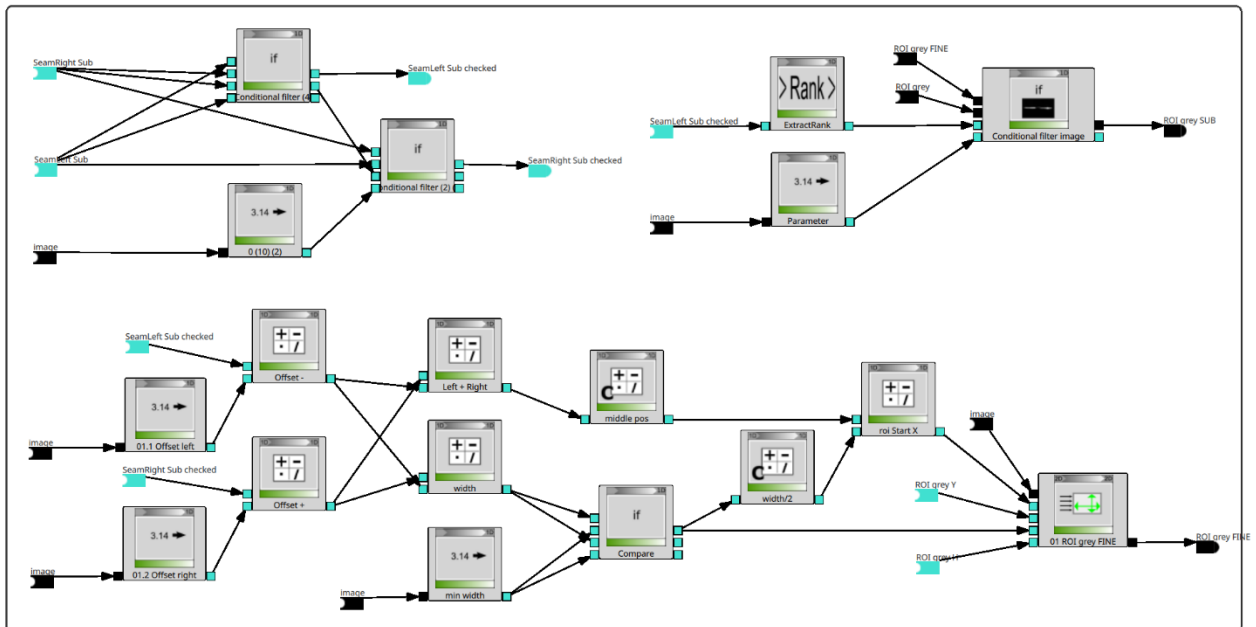 SeamRight Sub
if
Conditional filter (4
SeamLeft Sub checked
SeamLeft Sub
if
onditional filter (2) (
SeamRight Sub checked
3.14
0 (10) (2)
image
ROI grey FINE
ROI grey
>Rank>
ExtractRank
SeamLeft Sub checked
if
Conditional filter image
ROI grey SUB
3.14
Parameter
image
SeamLeft Sub checked
+ − · /
Offset -
3.14
01.1 Offset left
image
SeamRight Sub checked
+ − · /
Offset +
3.14
01.2 Offset right
image
+ − · /
Left + Right
+ − · /
width
3.14
min width
image
if
Compare
C + − · /
middle pos
C + − · /
width/2
+ − · /
roi Start X
image
ROI grey Y
ROI grey H
01 ROI grey FINE
ROI grey FINE